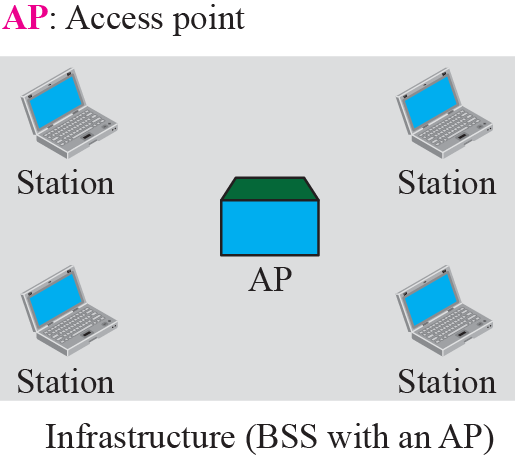 AP: Access point
Station
Station
AP
Station
Station
Infrastructure (BSS with an AP)